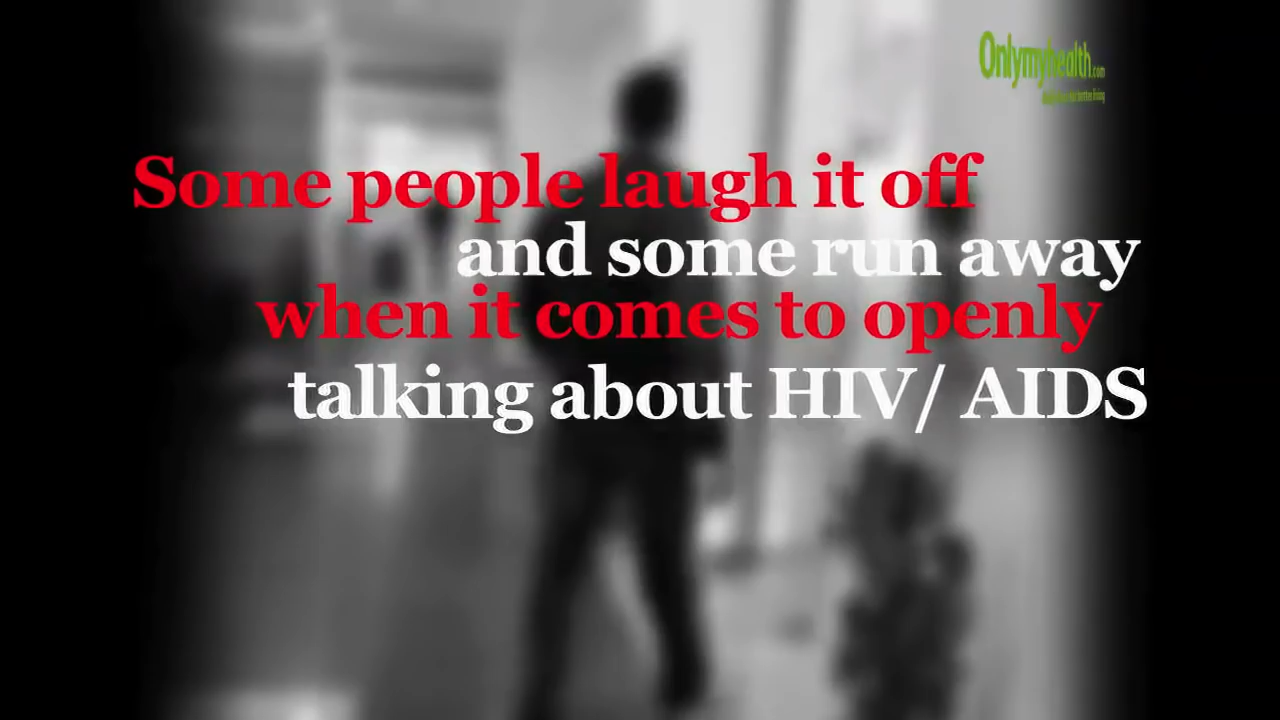 Onlymyhealth.com
Some people laugh it off
and some run away
when it comes to openly
talking about HIV/ AIDS